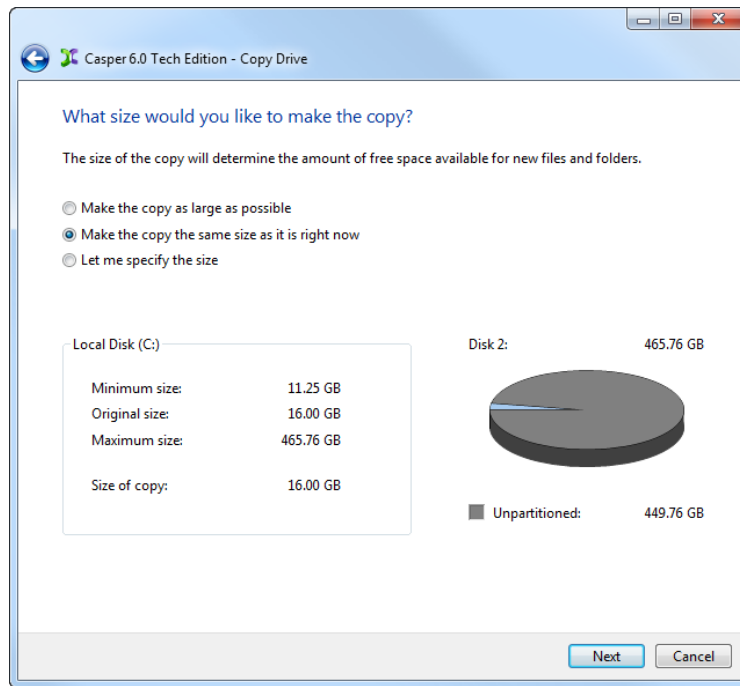 Casper 6.0 Tech Edition - Copy Drive
What size would you like to make the copy?
The size of the copy will determine the amount of free space available for new files and folders.
Make the copy as large as possible
Make the copy the same size as it is right now
Let me specify the size
Local Disk (C:)
Minimum size: 11.25 GB
Original size: 16.00 GB
Maximum size: 465.76 GB
Size of copy: 16.00 GB
Disk 2: 465.76 GB
Unpartitioned: 449.76 GB
Next Cancel